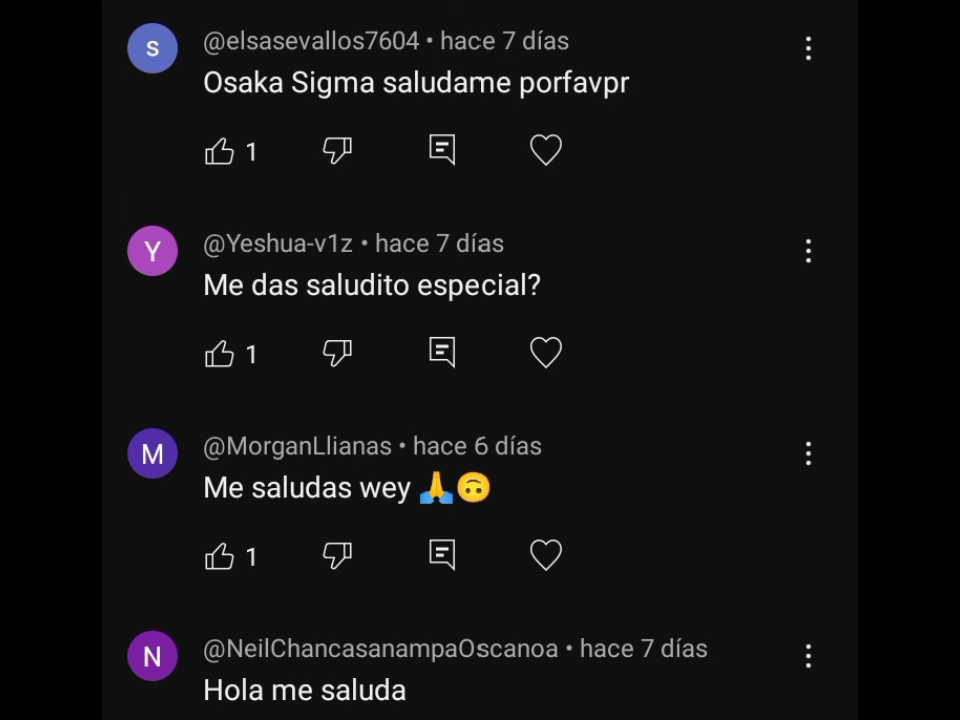 S
@elsasevallos7604 • hace 7 días
Osaka Sigma saludame porfavpr
1
Y
@Yeshua-v1z • hace 7 días
Me das saludito especial?
1
M
@MorganLlianas • hace 6 días
Me saludas wey 🙏🙃
1
N
@NeilChancasanampaOscanoa • hace 7 días
Hola me saluda